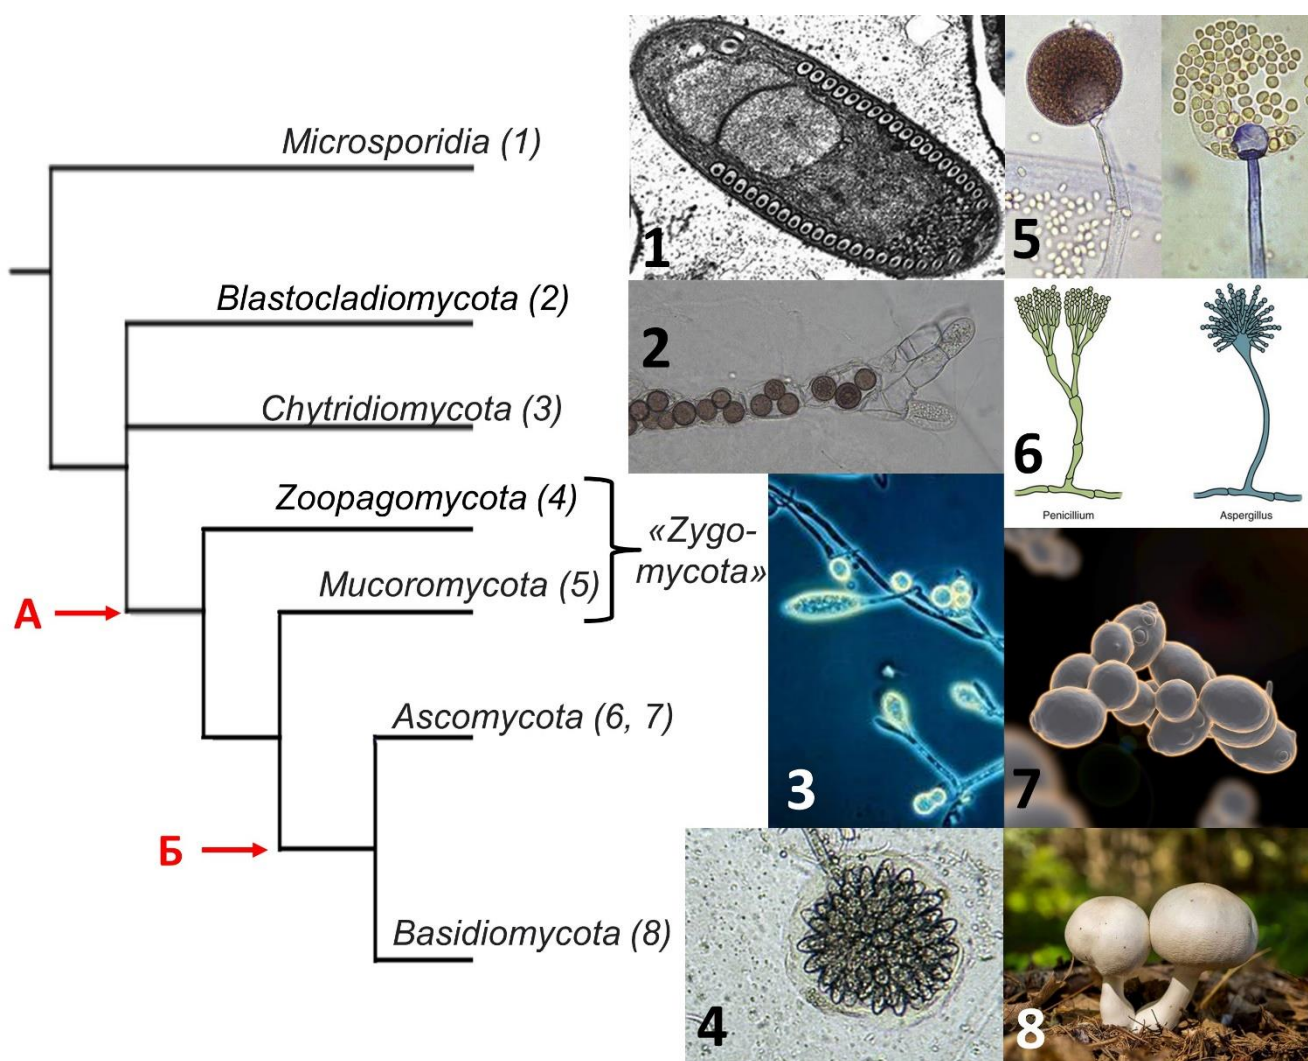 Microsporidia (1)
Blastocladiomycota (2)
Chytridiomycota (3)
Zoopagomycota (4)
«Zygo-
mycota»
Mucoromycota (5)
А
Ascomycota (6, 7)
Б
Basidiomycota (8)
1
5
2
6
Penicillium
Aspergillus
3
7
4
8